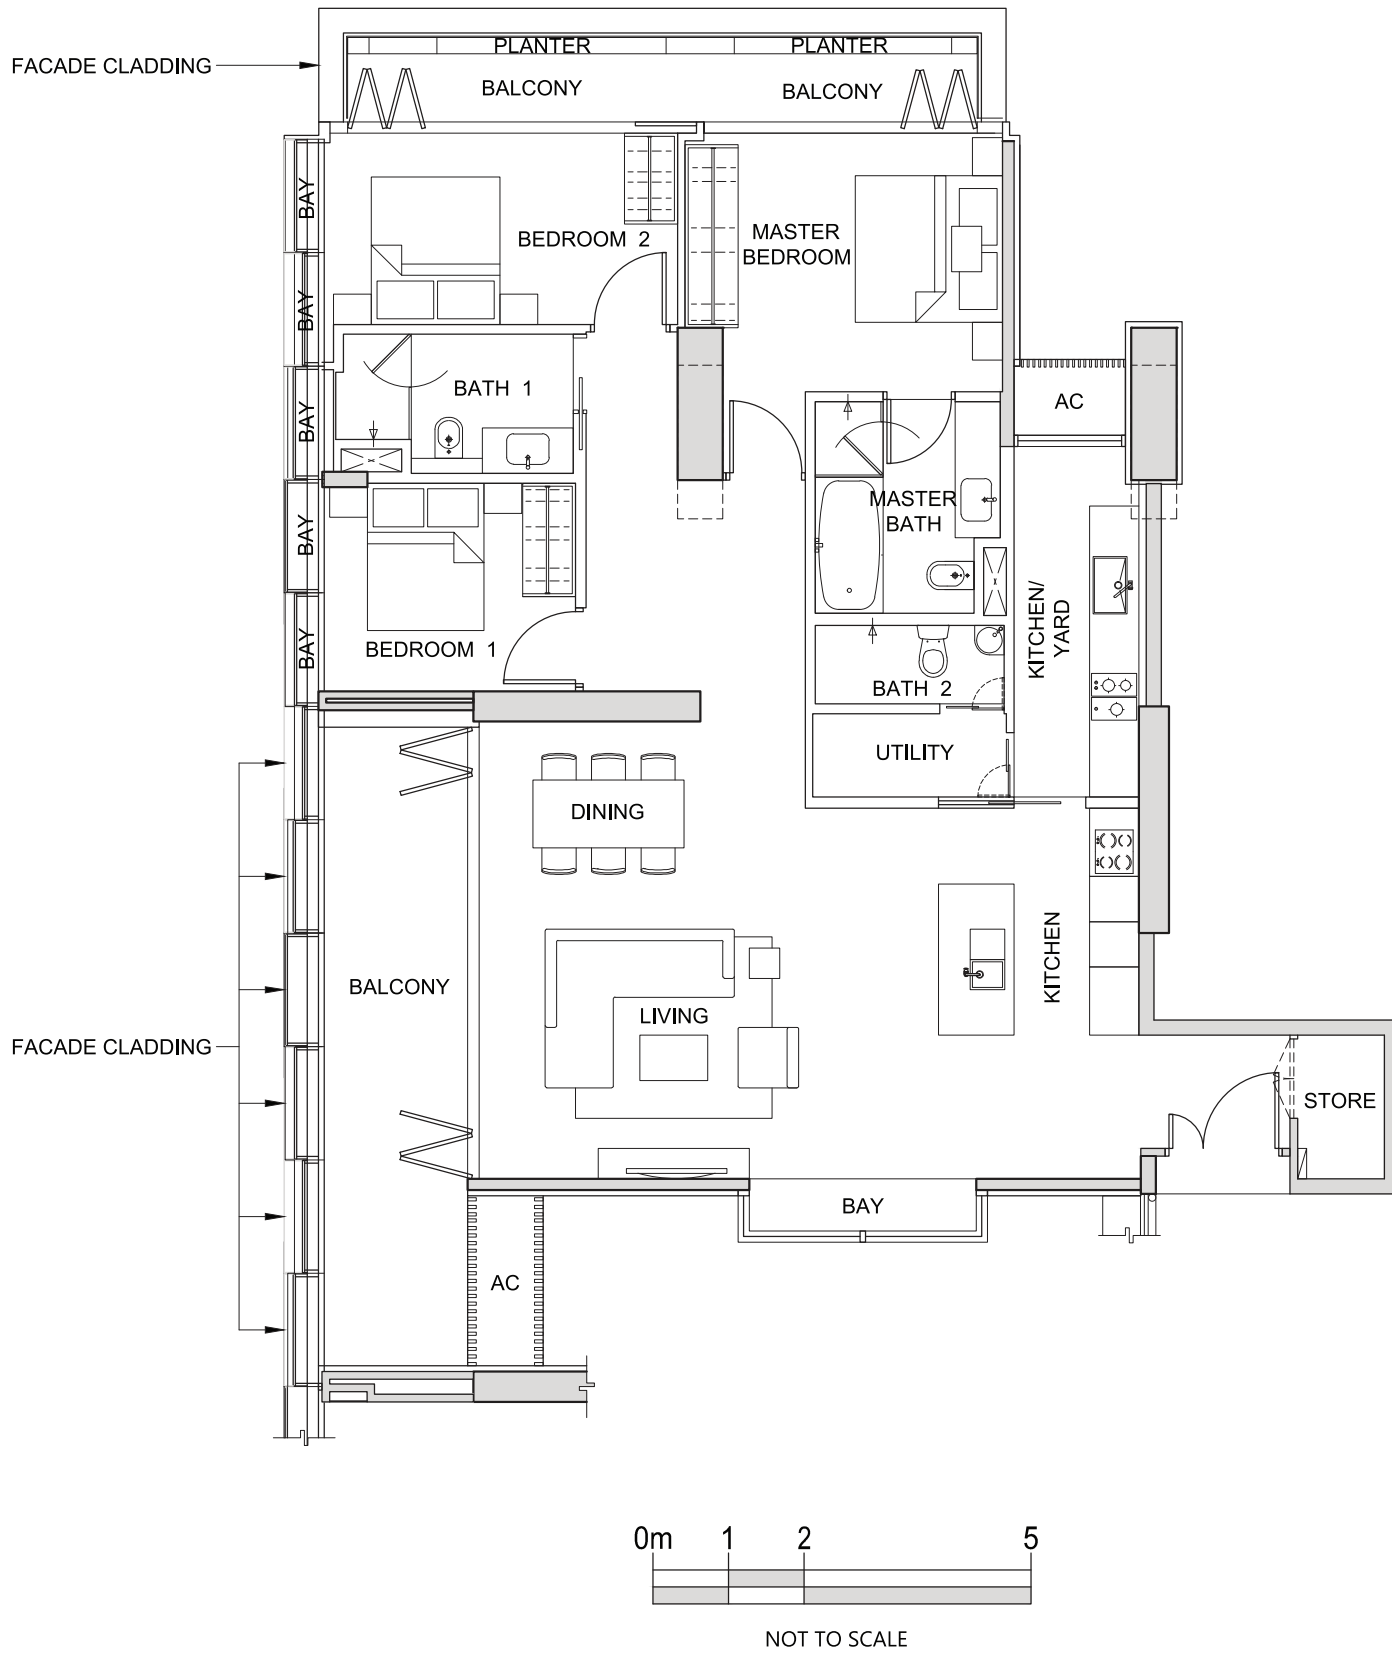 PLANTER
PLANTER
FACADE CLADDING
BALCONY
BALCONY
BAY
BEDROOM 2
MASTER
BEDROOM
BAY
BATH 1
AC
BAY
MASTER
BATH
BAY
KITCHEN/
YARD
BAY
BEDROOM 1
BATH 2
UTILITY
DINING
KITCHEN
BALCONY
LIVING
FACADE CLADDING
STORE
BAY
AC
0m 1 2 5
NOT TO SCALE